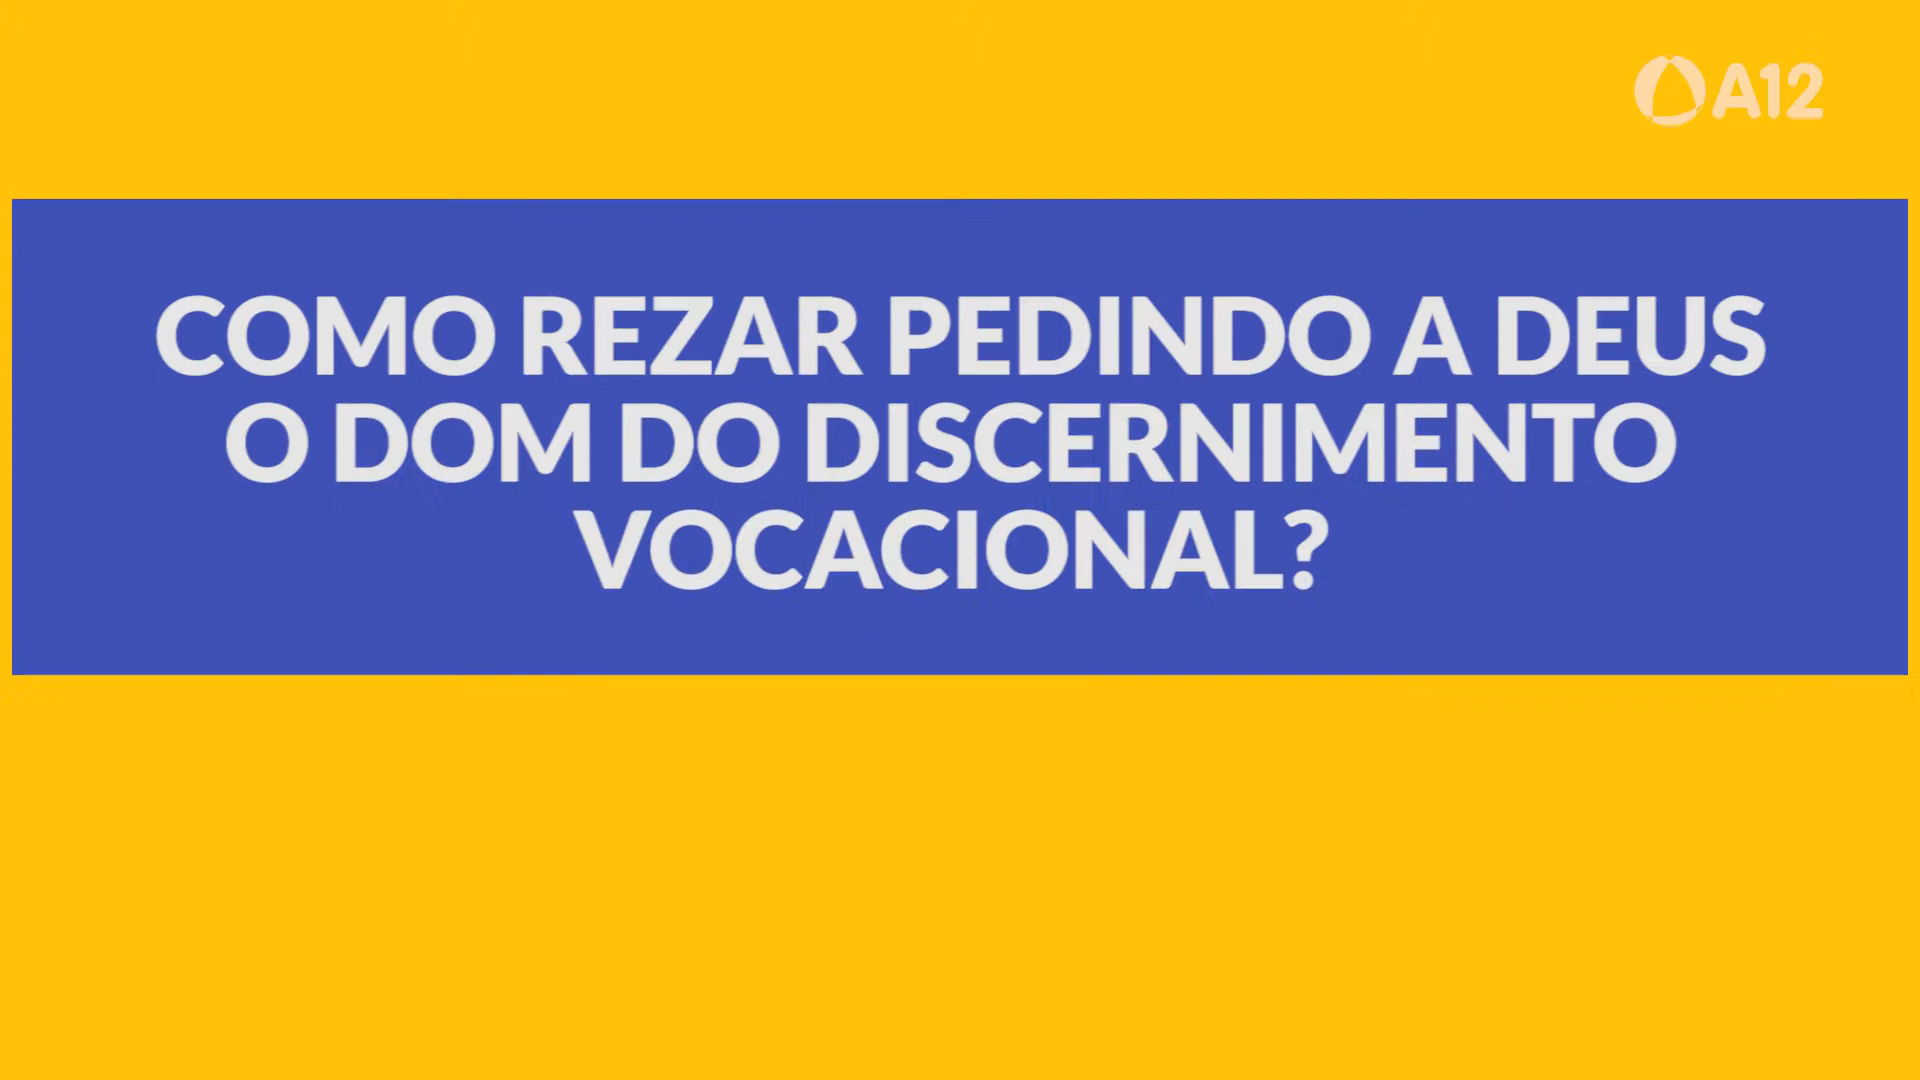 A12
COMO REZAR PEDINDO A DEUS
O DOM DO DISCERNIMENTO
VOCACIONAL?